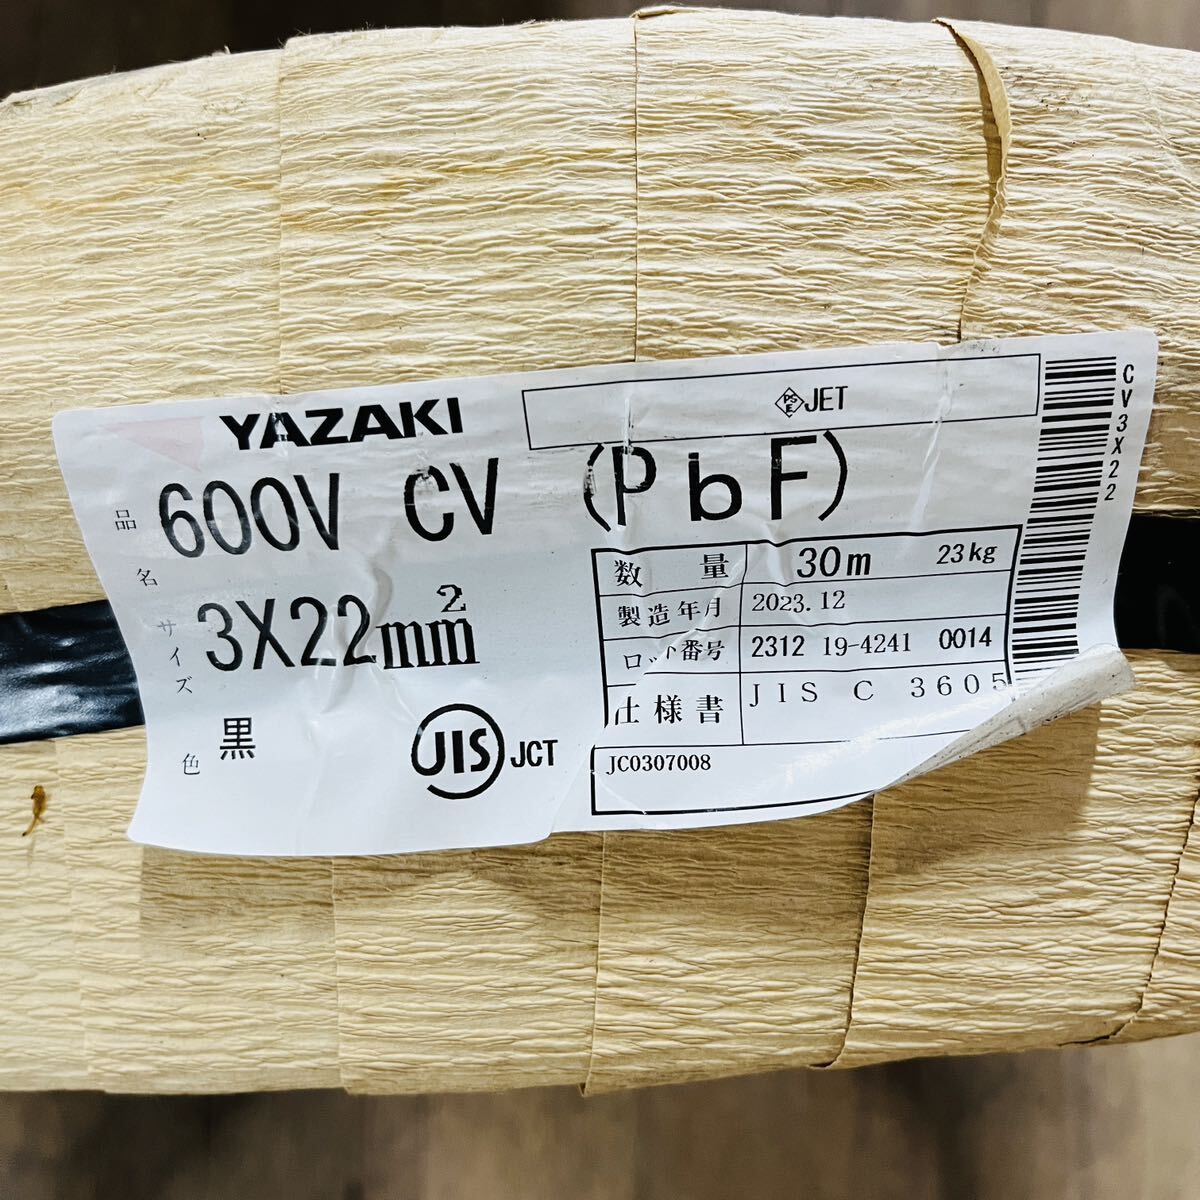 YAZAKI
PS E JET
品名 600V CV (PbF)
サイズ 3X22mm²
色 黒
JIS JCT
数量 30m 23kg
製造年月 2023.12
ロット番号 2312 19-4241 0014
仕様書 JIS C 3605
JC0307008
CV3X22